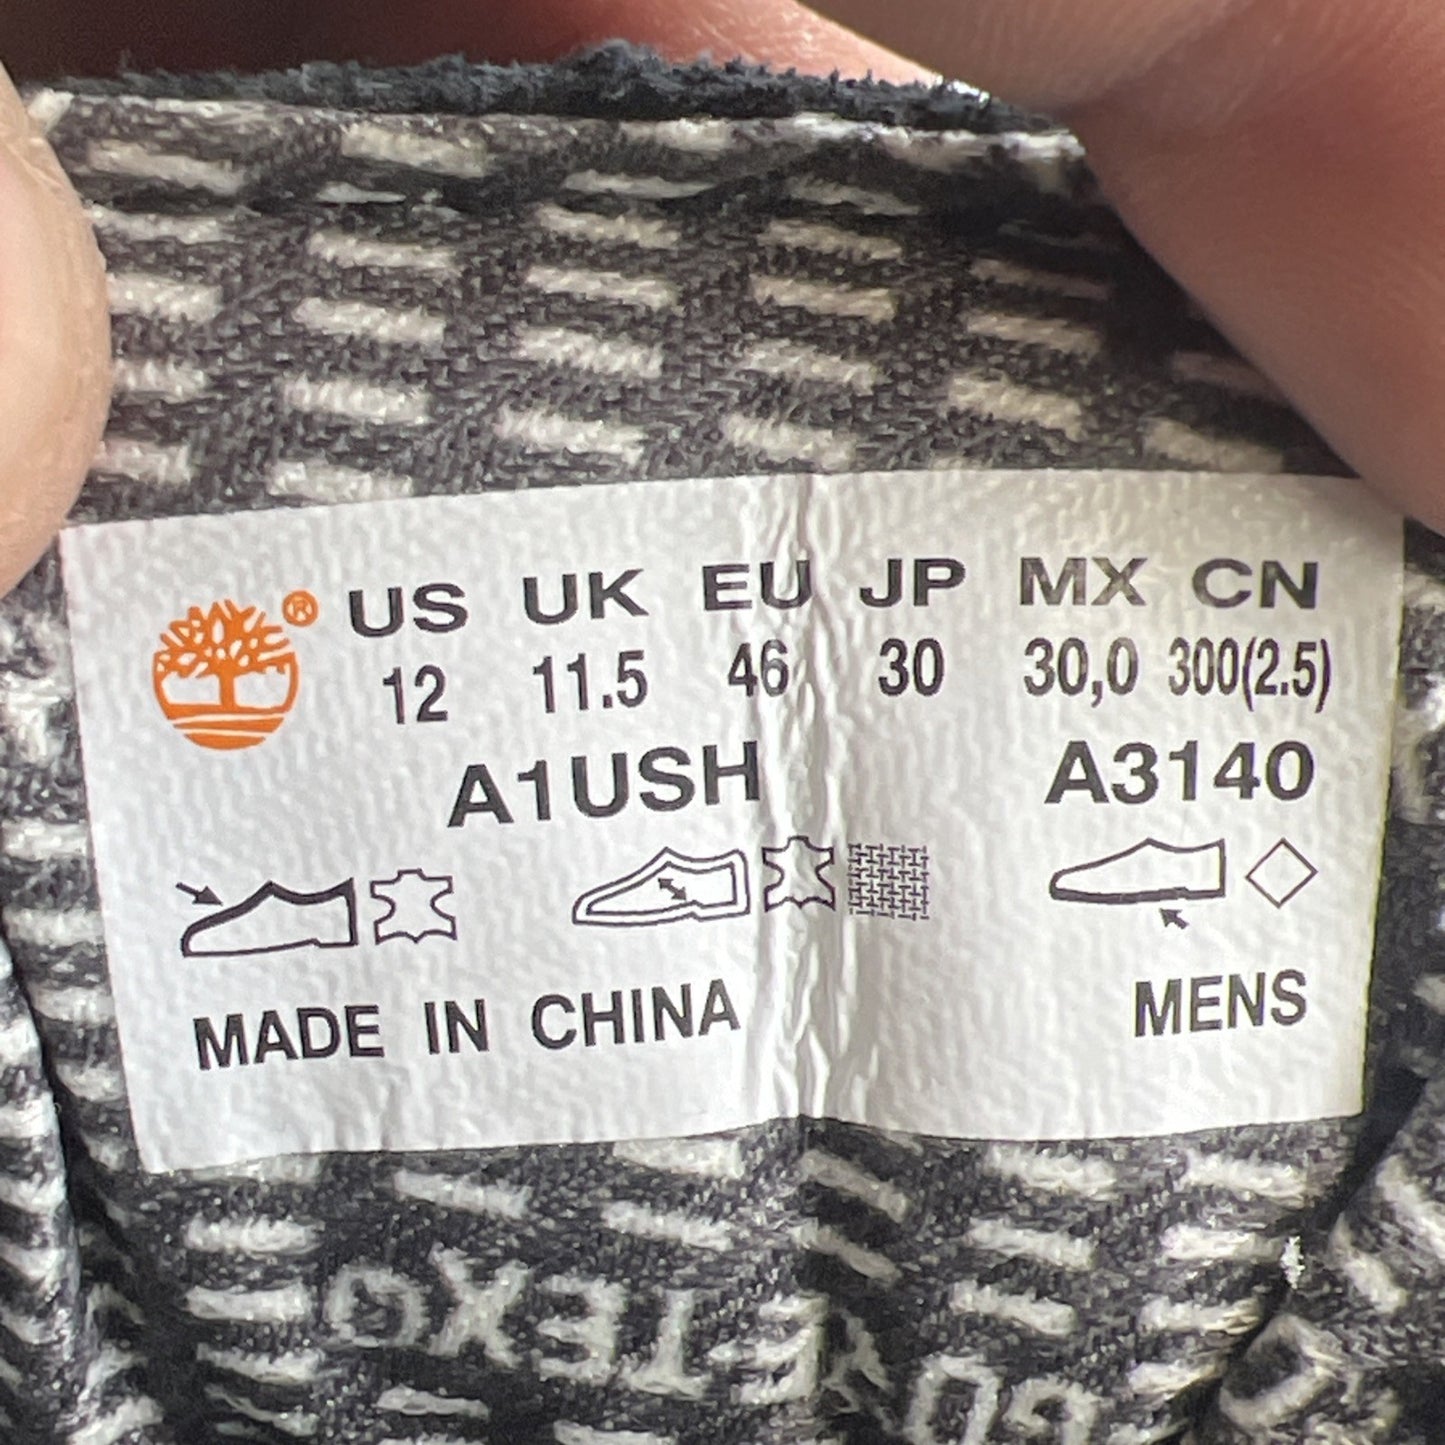 ® US UK EU JP MX CN
12 11.5 46 30 30,0 300(2.5)
A1USH A3140
MADE IN CHINA MENS